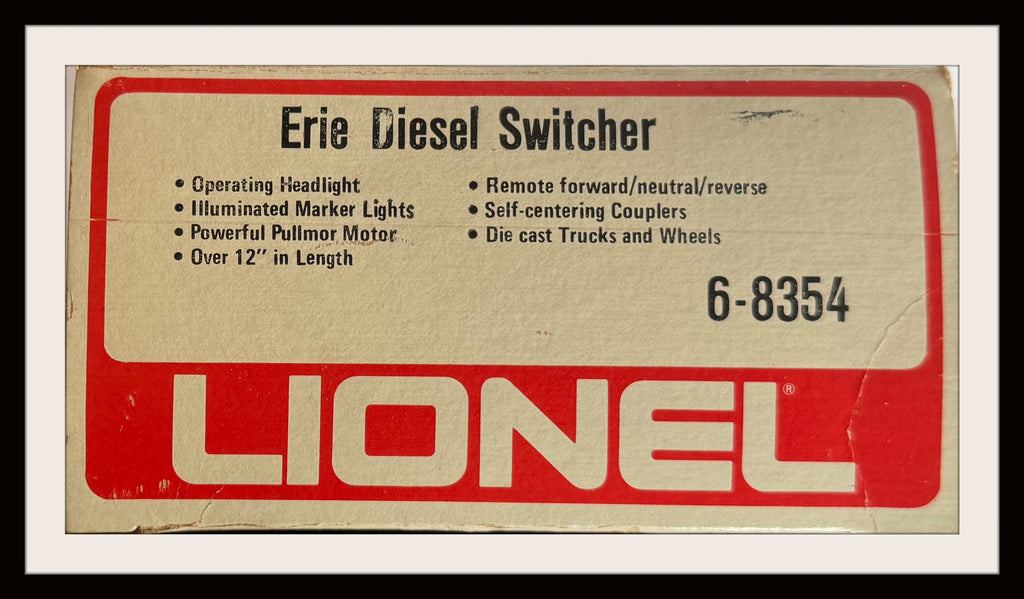 Erie Diesel Switcher
• Operating Headlight
• Illuminated Marker Lights
• Powerful Pullmor Motor
• Over 12" in Length
• Remote forward/neutral/reverse
• Self-centering Couplers
• Die cast Trucks and Wheels
6-8354
LIONEL®